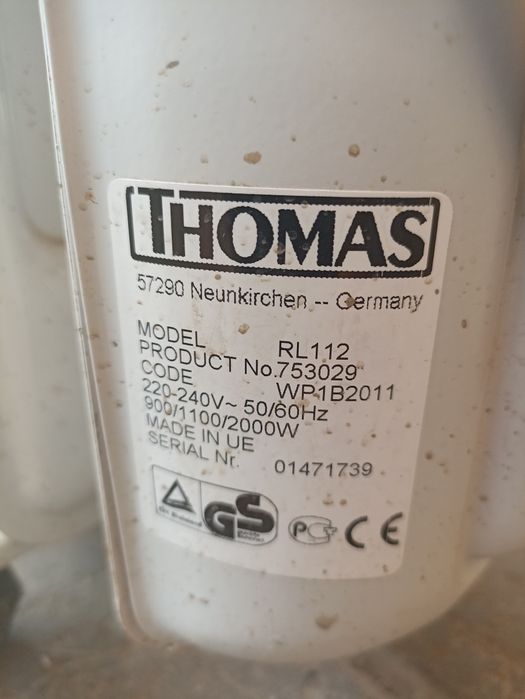 THOMAS
57290 Neunkirchen -- Germany
MODEL RL112
PRODUCT No.753029
CODE WP1B2011
220-240V~ 50/60Hz
900/1100/2000W
MADE IN UE
SERIAL Nr. 01471739
GS
PCT CE